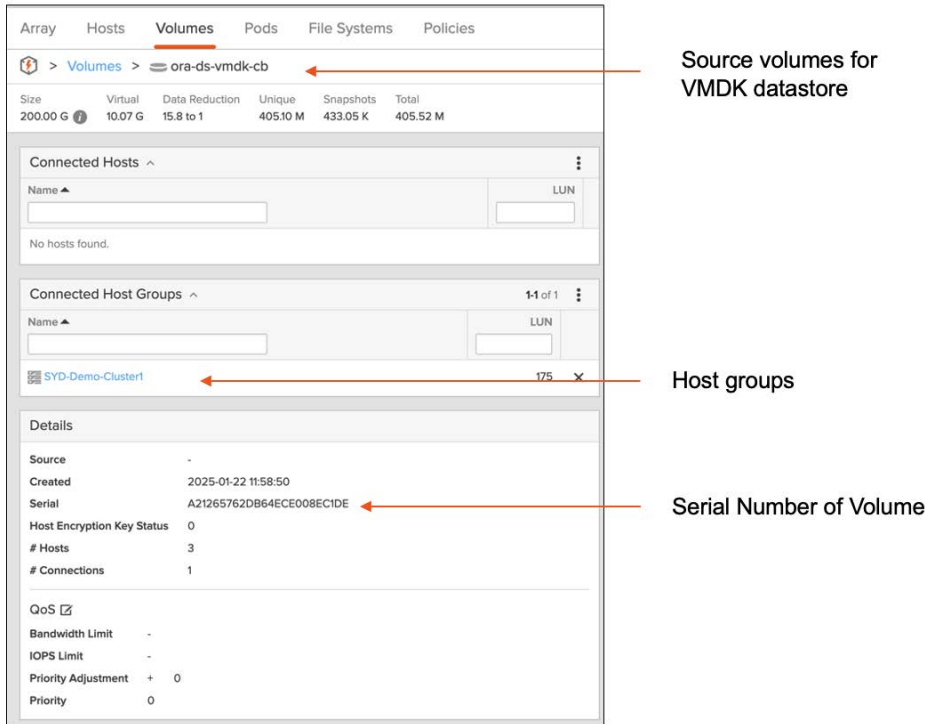 Array Hosts Volumes Pods File Systems Policies
> Volumes > ora-ds-vmdk-cb
Source volumes for
VMDK datastore
Size Virtual Data Reduction Unique Snapshots Total
200.00 G 10.07 G 15.8 to 1 405.10 M 433.05 K 405.52 M
Connected Hosts
Name LUN
No hosts found.
Connected Host Groups 1-1 of 1
Name LUN
SYD-Demo-Cluster1 175
Host groups
Details
Source -
Created 2025-01-22 11:58:50
Serial A21265762DB64ECE008EC1DE
Serial Number of Volume
Host Encryption Key Status 0
# Hosts 3
# Connections 1
QoS
Bandwidth Limit -
IOPS Limit -
Priority Adjustment + 0
Priority 0